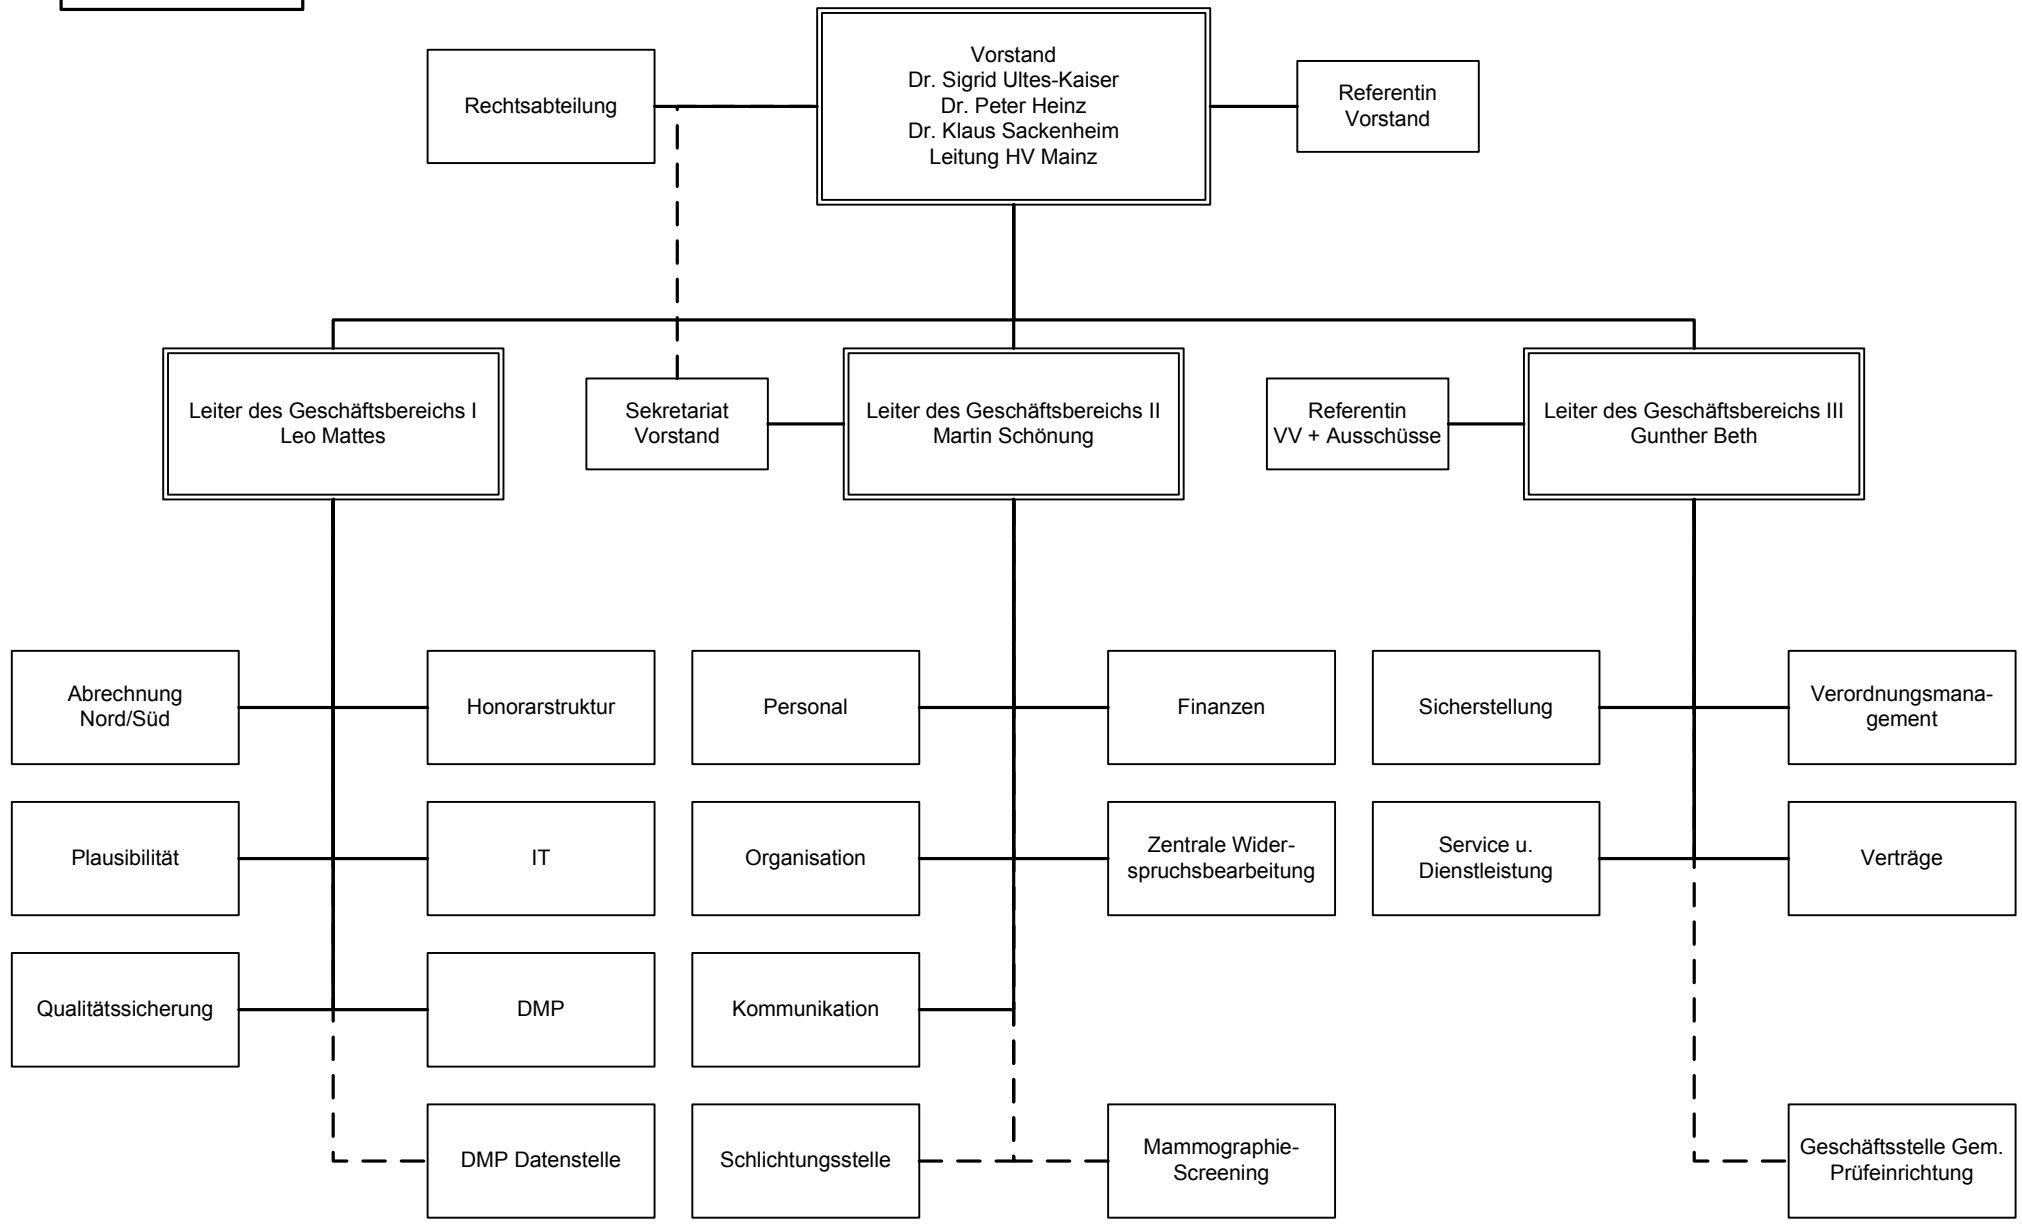 Vorstand
Dr. Sigrid Ultes-Kaiser
Dr. Peter Heinz
Dr. Klaus Sackenheim
Leitung HV Mainz
Rechtsabteilung
Referentin
Vorstand
Leiter des Geschäftsbereichs I
Leo Mattes
Sekretariat
Vorstand
Leiter des Geschäftsbereichs II
Martin Schönung
Referentin
VV + Ausschüsse
Leiter des Geschäftsbereichs III
Gunther Beth
Abrechnung
Nord/Süd
Honorarstruktur
Personal
Finanzen
Sicherstellung
Verordnungsmana-
gement
Plausibilität
IT
Organisation
Zentrale Wider-
spruchsbearbeitung
Service u.
Dienstleistung
Verträge
Qualitätssicherung
DMP
Kommunikation
DMP Datenstelle
Schlichtungsstelle
Mammographie-
Screening
Geschäftsstelle Gem.
Prüfeinrichtung